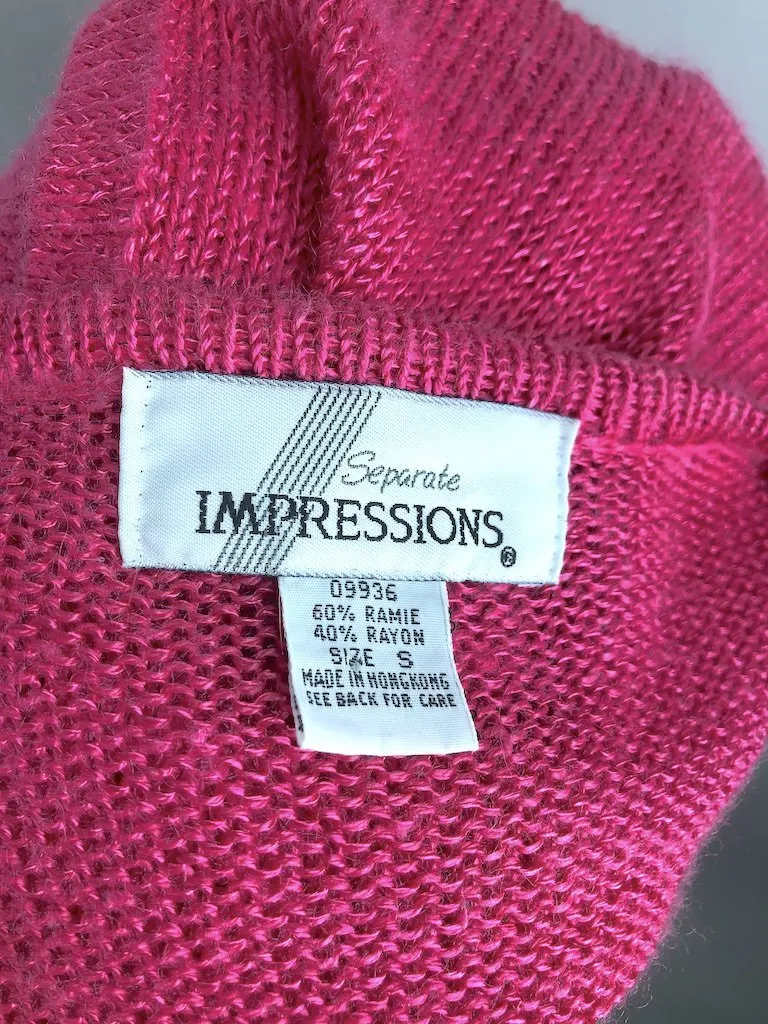 Separate
IMPRESSIONS®
09936
60% RAMIE
40% RAYON
SIZE S
MADE IN HONGKONG
SEE BACK FOR CARE